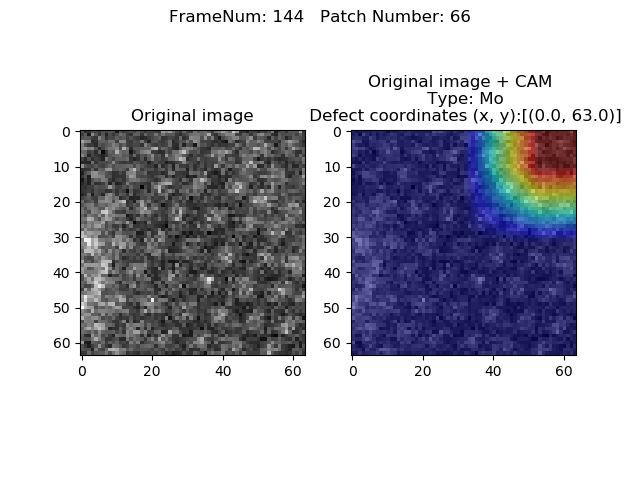 FrameNum: 144   Patch Number: 66
Original image
Original image + CAM
Type: Mo
Defect coordinates (x, y):[(0.0, 63.0)]
0
10
20
30
40
50
60
0 20 40 60
0
10
20
30
40
50
60
0 20 40 60